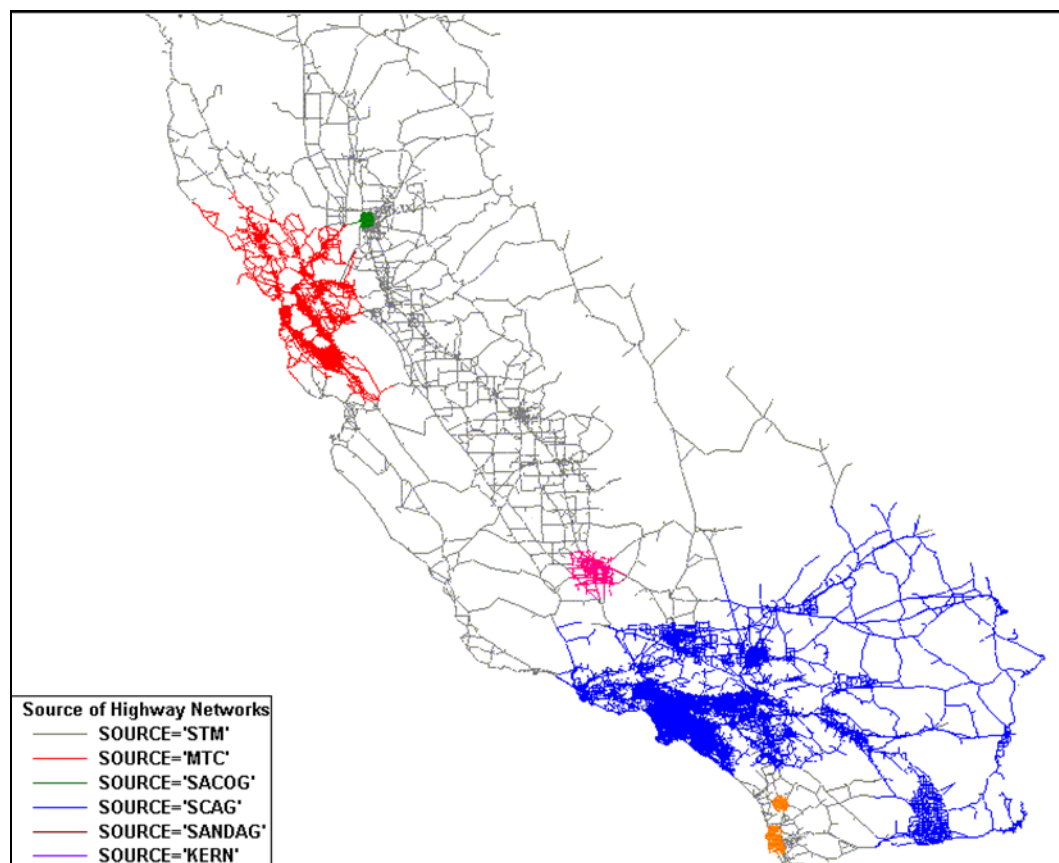 Source of Highway Networks
SOURCE='STM'
SOURCE='MTC'
SOURCE='SACOG'
SOURCE='SCAG'
SOURCE='SANDAG'
SOURCE='KERN'